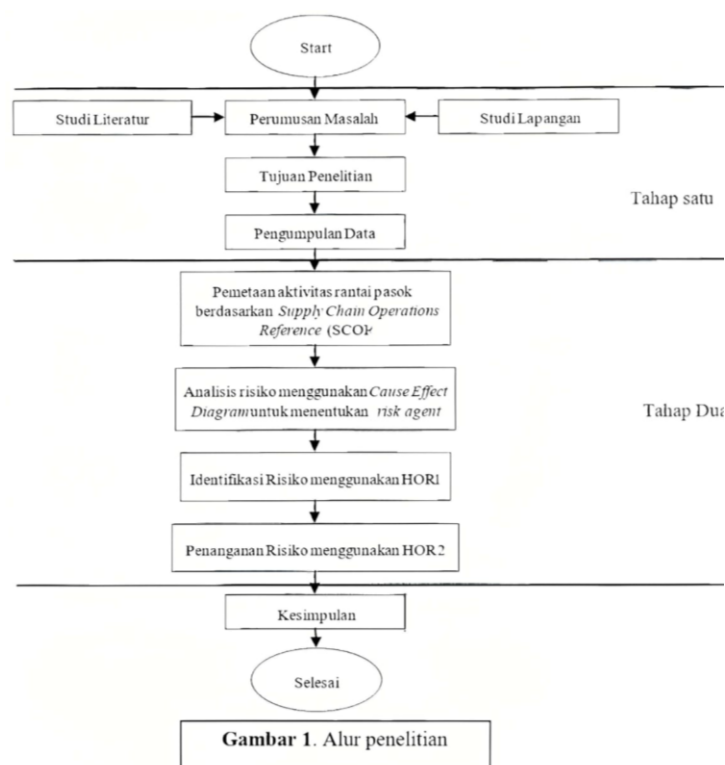 Start
Studi Literatur
Perumusan Masalah
Studi Lapangan
Tujuan Penelitian
Tahap satu
Pengumpulan Data
Pemetaan aktivitas rantai pasok
berdasarkan Supply Chain Operations
Reference (SCOP
Analisis risiko menggunakan Cause Effect
Diagram untuk menentukan risk agent
Tahap Dua
Identifikasi Risiko menggunakan HOR1
Penanganan Risiko menggunakan HOR 2
Kesimpulan
Selesai
Gambar 1. Alur penelitian